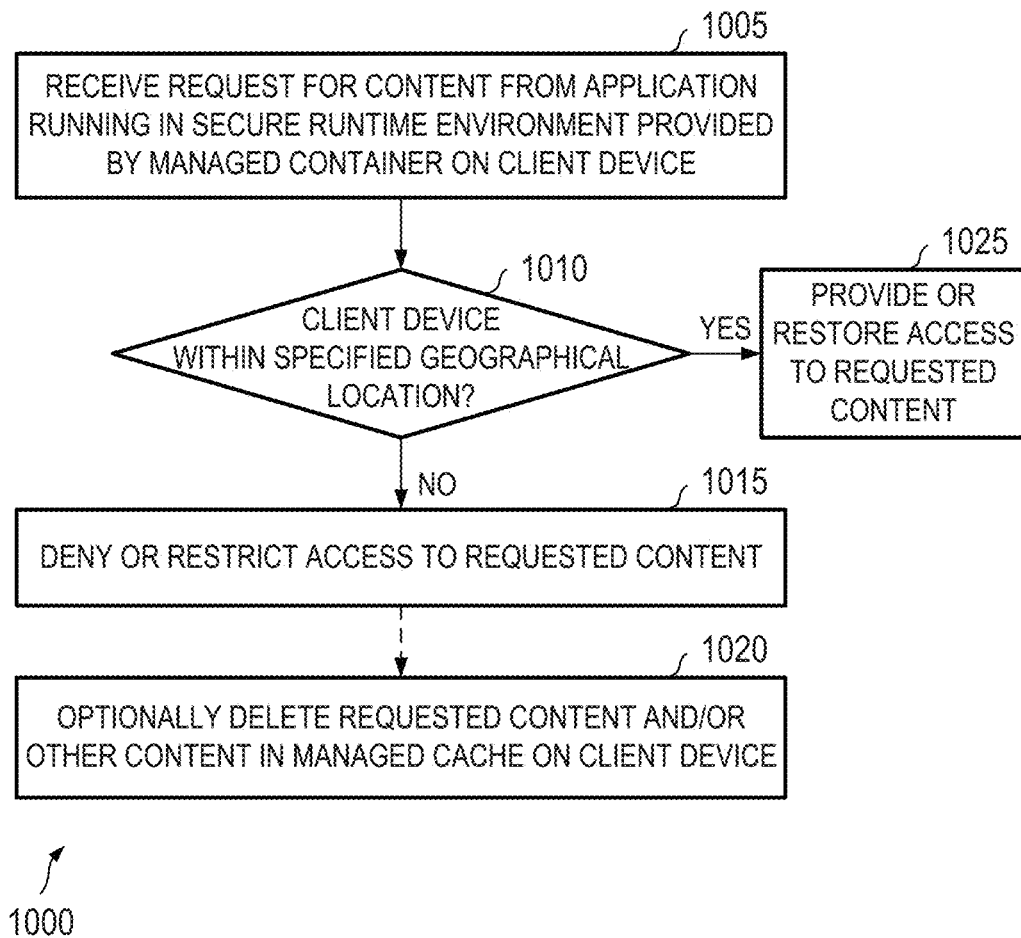 1005
RECEIVE REQUEST FOR CONTENT FROM APPLICATION
RUNNING IN SECURE RUNTIME ENVIRONMENT PROVIDED
BY MANAGED CONTAINER ON CLIENT DEVICE
1010
CLIENT DEVICE
WITHIN SPECIFIED GEOGRAPHICAL
LOCATION?
YES
1025
PROVIDE OR
RESTORE ACCESS
TO REQUESTED
CONTENT
NO
1015
DENY OR RESTRICT ACCESS TO REQUESTED CONTENT
1020
OPTIONALLY DELETE REQUESTED CONTENT AND/OR
OTHER CONTENT IN MANAGED CACHE ON CLIENT DEVICE
1000